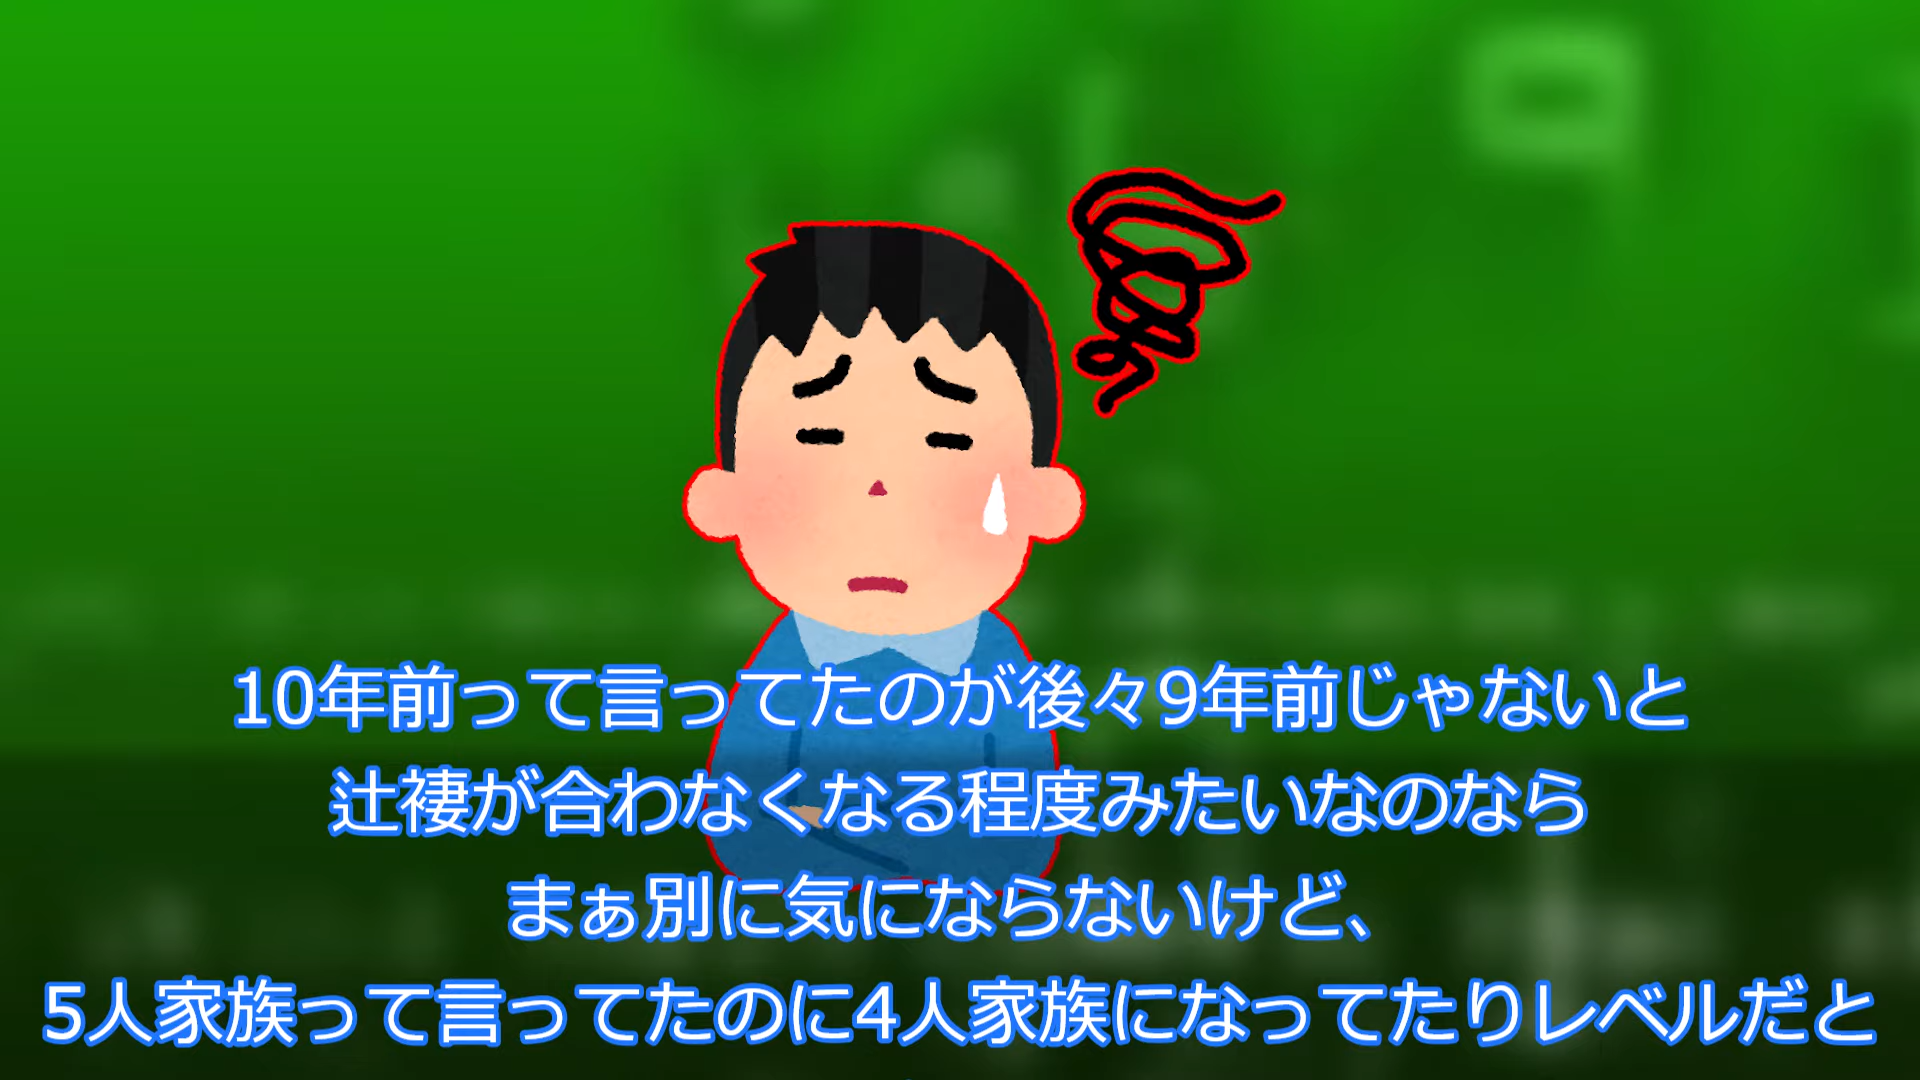 10年前って言ってたのが後々9年前じゃないと
辻褄が合わなくなる程度みたいなのなら
まぁ別に気にならないけど、
5人家族って言ってたのに4人家族になってたりレベルだと